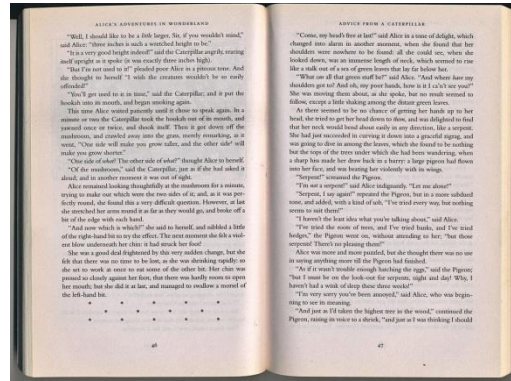 ALICE'S ADVENTURES IN WONDERLAND
"Well, I should like to be a little larger, Sir, if you wouldn't mind,"
said Alice: "three inches is such a wretched height to be."
"It is a very good height indeed!" said the Caterpillar angrily, rearing
itself upright as it spoke (it was exactly three inches high).
"But I'm not used to it!" pleaded poor Alice in a piteous tone. And
she thought to herself "I wish the creatures wouldn't be so easily
offended!"
"You'll get used to it in time," said the Caterpillar; and it put the
hookah into its mouth, and began smoking again.
This time Alice waited patiently until it chose to speak again. In a
minute or two the Caterpillar took the hookah out of its mouth, and
yawned once or twice, and shook itself. Then it got down off the
mushroom, and crawled away into the grass, merely remarking, as it
went, "One side will make you grow taller, and the other side will
make you grow shorter."
"One side of what? The other side of what?" thought Alice to herself.
"Of the mushroom," said the Caterpillar, just as if she had asked it
aloud; and in another moment it was out of sight.
Alice remained looking thoughtfully at the mushroom for a minute,
trying to make out which were the two sides of it; and, as it was per-
fectly round, she found this a very difficult question. However, at last
she stretched her arms round it as far as they would go, and broke off a
bit of the edge with each hand.
"And now which is which?" she said to herself, and nibbled a little
of the right-hand bit to try the effect. The next moment she felt a viol-
ent blow underneath her chin: it had struck her foot!
She was a good deal frightened by this very sudden change, but she
felt that there was no time to be lost, as she was shrinking rapidly: so
she set to work at once to eat some of the other bit. Her chin was
pressed so closely against her foot, that there was hardly room to open
her mouth; but she did it at last, and managed to swallow a morsel of
the left-hand bit.
* * * * *
* * * *
* * * * *
46
ADVICE FROM A CATERPILLAR
"Come, my head's free at last!" said Alice in a tone of delight, which
changed into alarm in another moment, when she found that her
shoulders were nowhere to be found: all she could see, when she
looked down, was an immense length of neck, which seemed to rise
like a stalk out of a sea of green leaves that lay far below her.
"What can all that green stuff be?" said Alice. "And where have my
shoulders got to? And oh, my poor hands, how is it I ca'n't see you?"
She was moving them about, as she spoke, but no result seemed to
follow, except a little shaking among the distant green leaves.
As there seemed to be no chance of getting her hands up to her
head, she tried to get her head down to them, and was delighted to find
that her neck would bend about easily in any direction, like a serpent.
She had just succeeded in curving it down into a graceful zigzag, and
was going to dive in among the leaves, which she found to be nothing
but the tops of the trees under which she had been wandering, when
a sharp hiss made her draw back in a hurry: a large pigeon had flown
into her face, and was beating her violently with its wings.
"Serpent!" screamed the Pigeon.
"I'm not a serpent!" said Alice indignantly. "Let me alone!"
"Serpent, I say again!" repeated the Pigeon, but in a more subdued
tone, and added, with a kind of sob, "I've tried every way, but nothing
seems to suit them!"
"I haven't the least idea what you're talking about," said Alice.
"I've tried the roots of trees, and I've tried banks, and I've tried
hedges," the Pigeon went on, without attending to her; "but those
serpents! There's no pleasing them!"
Alice was more and more puzzled, but she thought there was no use
in saying anything more till the Pigeon had finished.
"As if it wasn't trouble enough hatching the eggs," said the Pigeon;
"but I must be on the look-out for serpents, night and day! Why, I
haven't had a wink of sleep these three weeks!"
"I'm very sorry you've been annoyed," said Alice, who was begin-
ning to see its meaning.
"And just as I'd taken the highest tree in the wood," continued the
Pigeon, raising its voice to a shriek, "and just as I was thinking I should
47